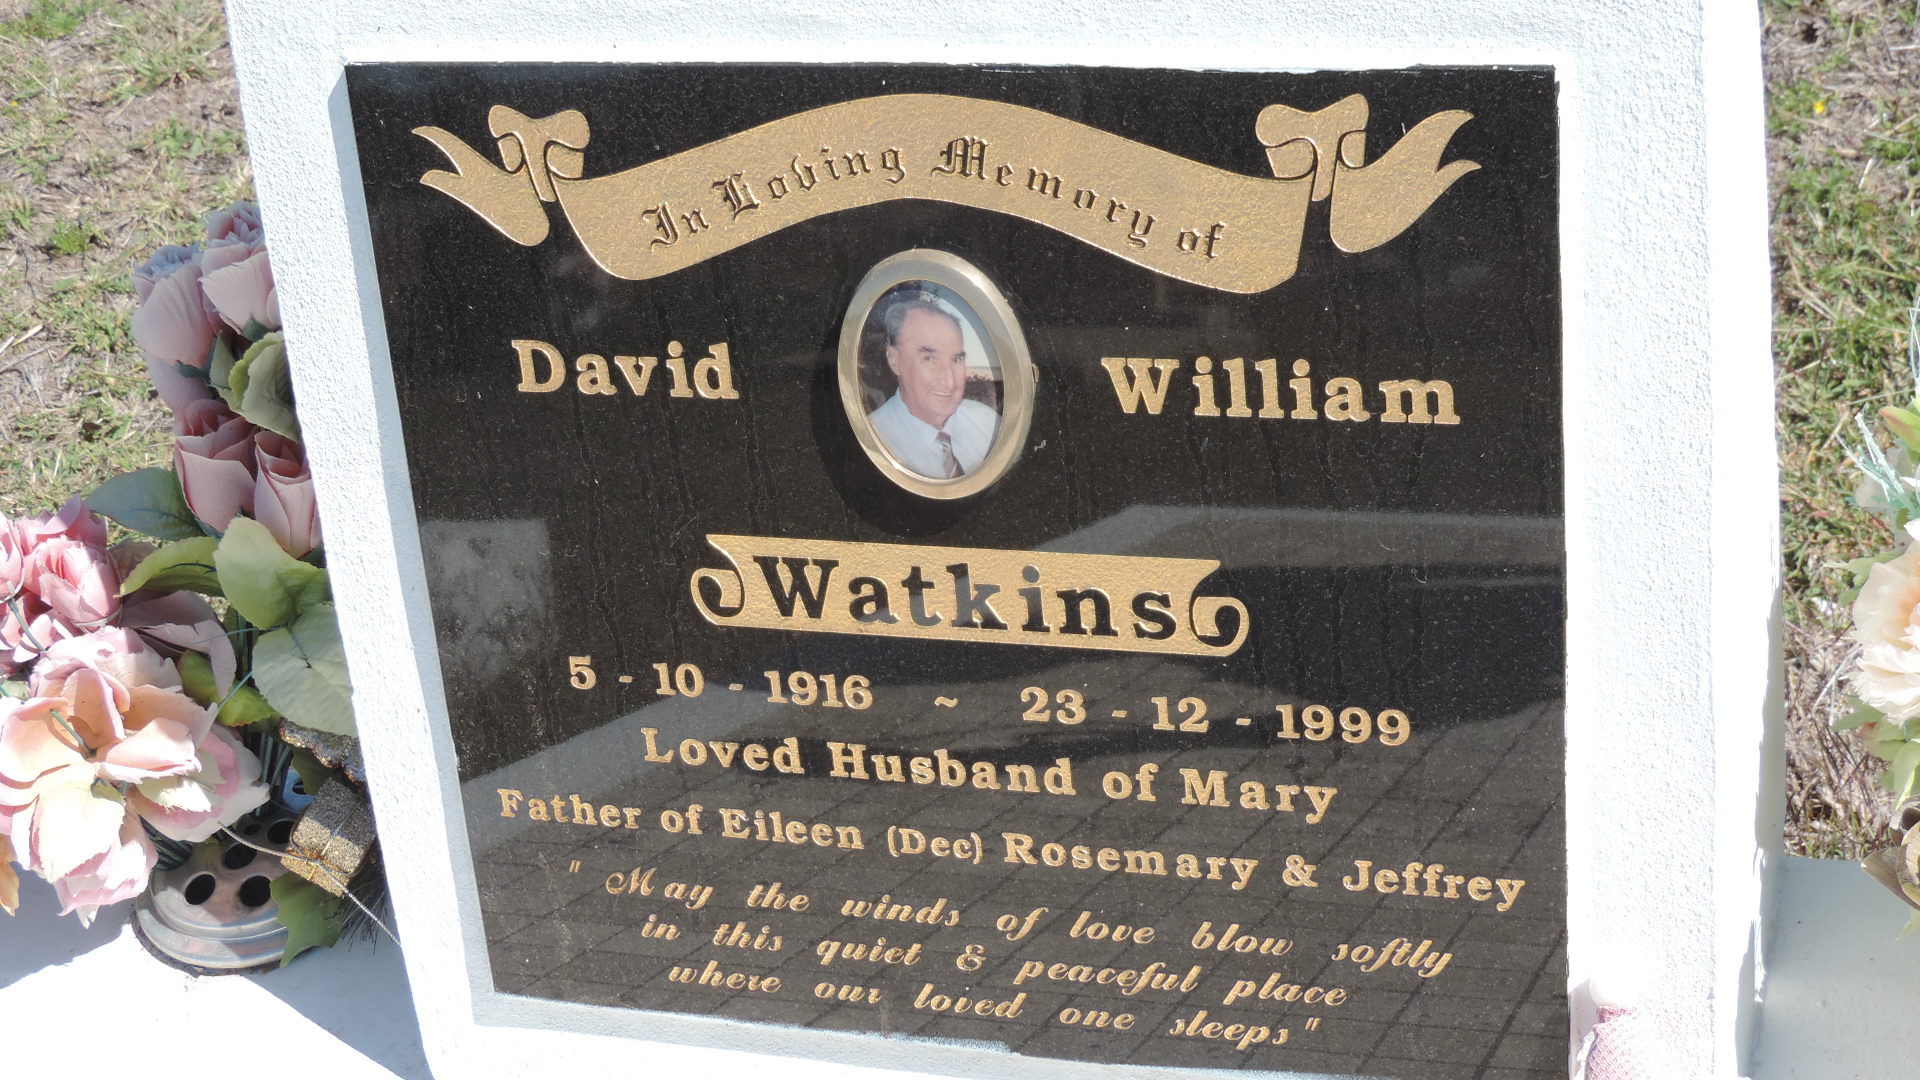 In Loving Memory of
David William
Watkins
5 - 10 - 1916 ~ 23 - 12 - 1999
Loved Husband of Mary
Father of Eileen (Dec) Rosemary & Jeffrey
" May the winds of love blow softly
in this quiet & peaceful place
where our loved one sleeps"